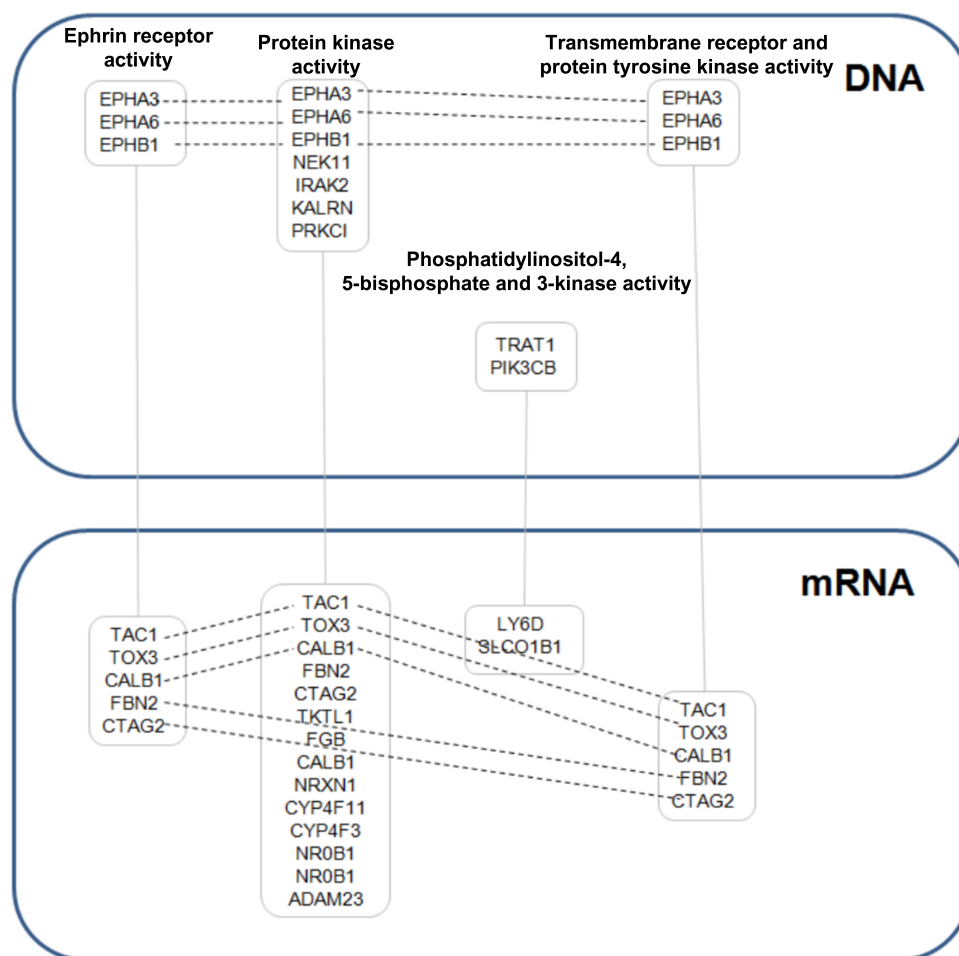 Ephrin receptor
activity
Protein kinase
activity
Transmembrane receptor and
protein tyrosine kinase activity
DNA
EPHA3
EPHA6
EPHB1
EPHA3
EPHA6
EPHB1
NEK11
IRAK2
KALRN
PRKCI
EPHA3
EPHA6
EPHB1
Phosphatidylinositol-4,
5-bisphosphate and 3-kinase activity
TRAT1
PIK3CB
mRNA
TAC1
TOX3
CALB1
FBN2
CTAG2
TAC1
TOX3
CALB1
FBN2
CTAG2
TKTL1
FGB
CALB1
NRXN1
CYP4F11
CYP4F3
NR0B1
NR0B1
ADAM23
LY6D
SLCO1B1
TAC1
TOX3
CALB1
FBN2
CTAG2